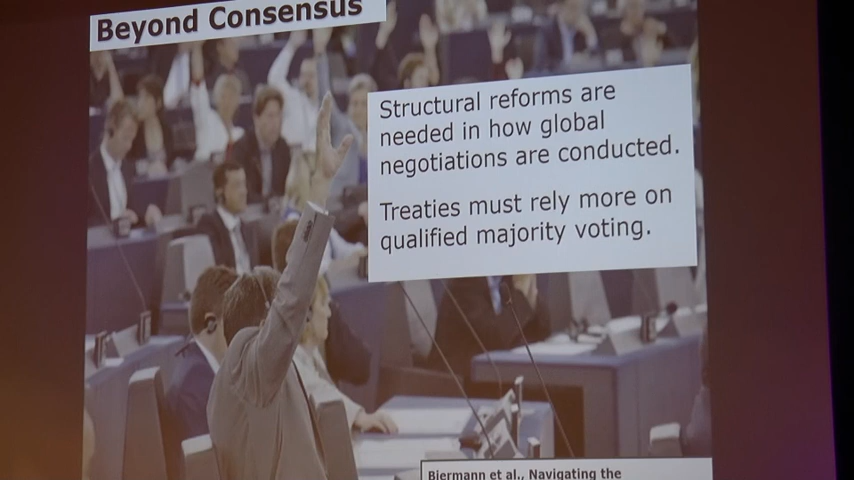 Beyond Consensus
Structural reforms are
needed in how global
negotiations are conducted.
Treaties must rely more on
qualified majority voting.
Biermann et al., Navigating the